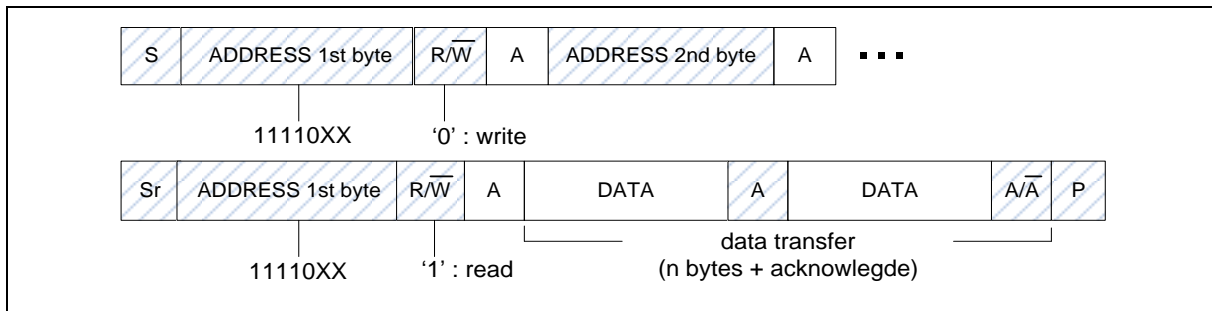 S ADDRESS 1st byte R/W̅ A ADDRESS 2nd byte A ▪ ▪ ▪
11110XX '0' : write
Sr ADDRESS 1st byte R/W̅ A DATA A DATA A/A̅ P
data transfer
11110XX '1' : read (n bytes + acknowlegde)